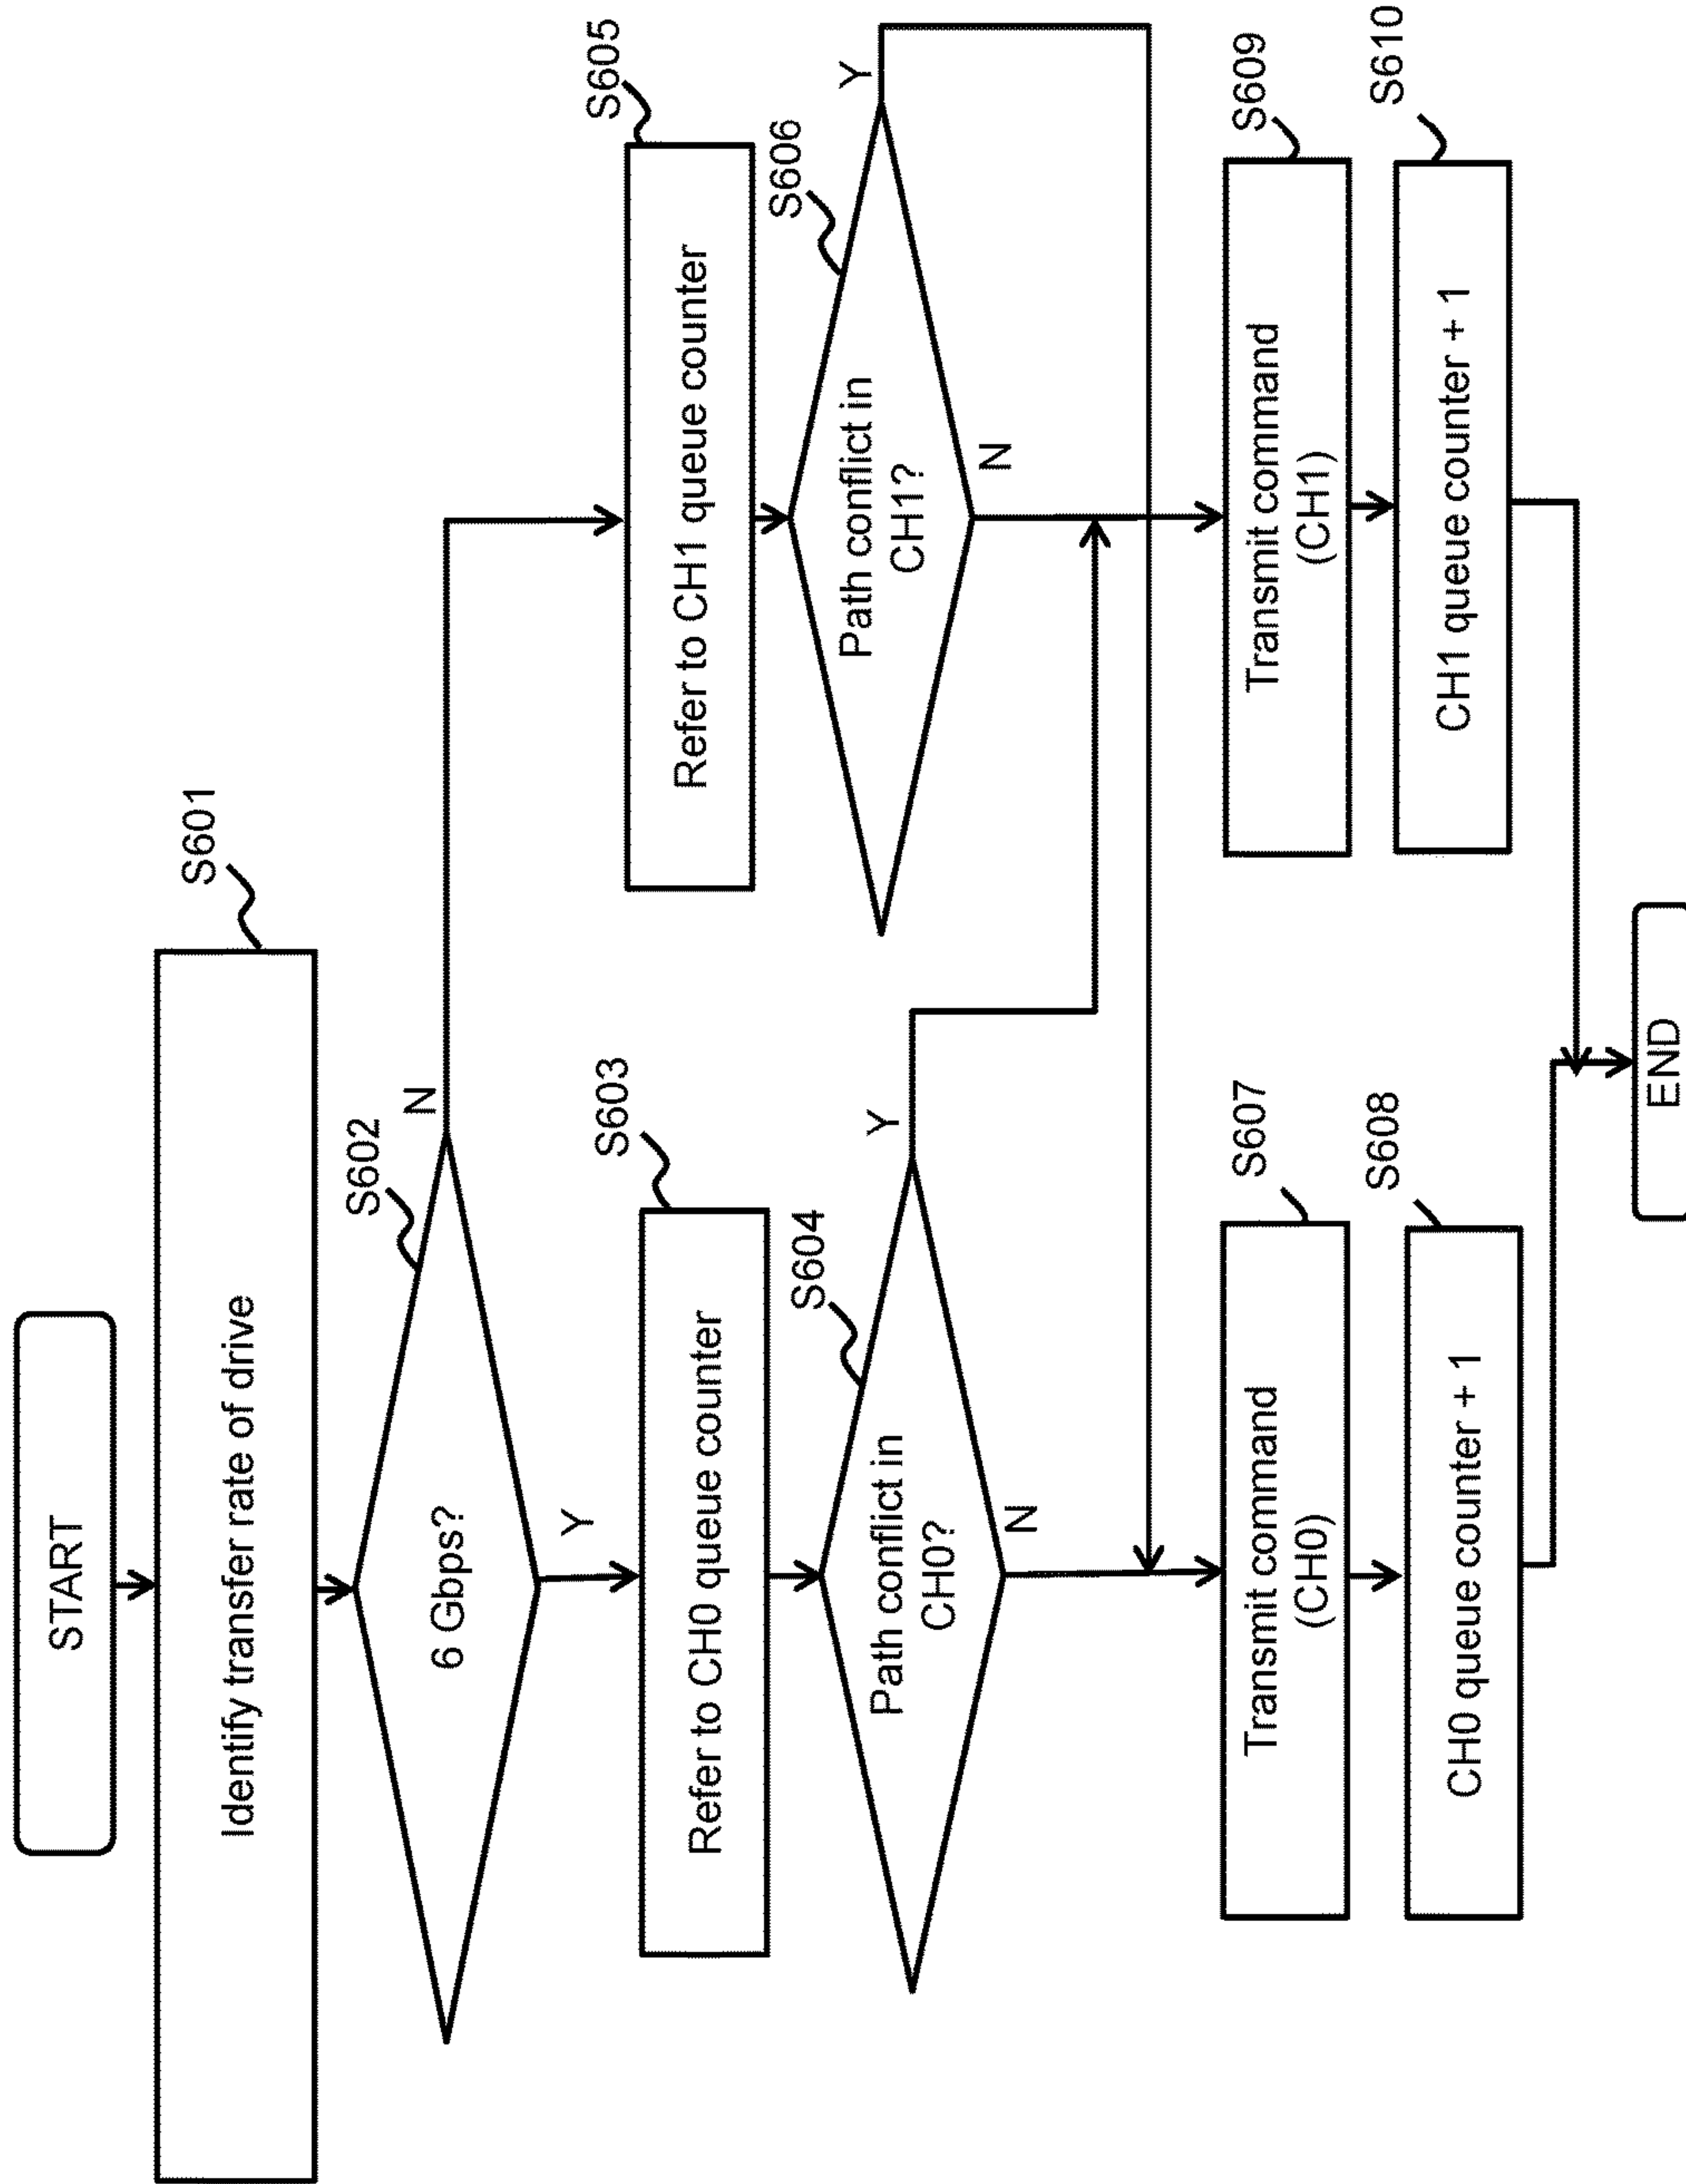 START
S601
Identify transfer rate of drive
S602
6 Gbps?
N
Y
S603
Refer to CH0 queue counter
S605
Refer to CH1 queue counter
S604
Path conflict in
CH0?
Y
N
S606
Path conflict in
CH1?
Y
N
S607
Transmit command
(CH0)
S609
Transmit command
(CH1)
S608
CH0 queue counter + 1
S610
CH1 queue counter + 1
END